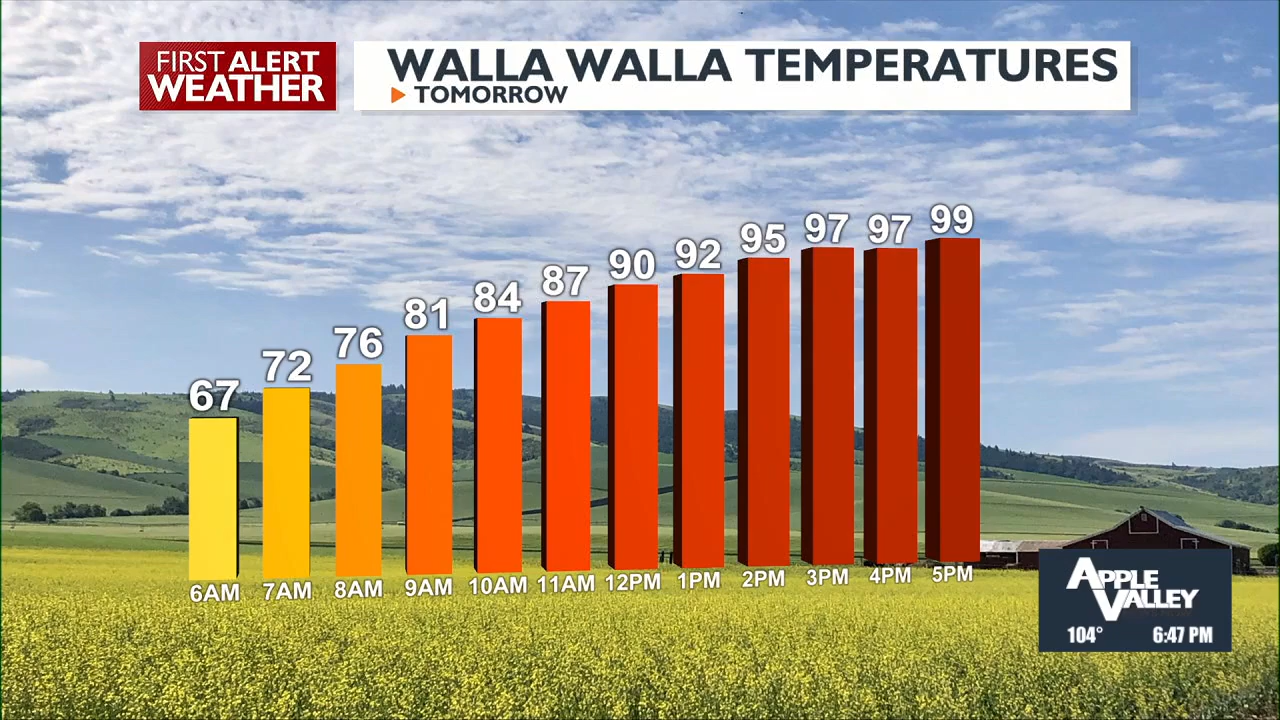 FIRST ALERT
WEATHER
WALLA WALLA TEMPERATURES
TOMORROW
67 72 76 81 84 87 90 92 95 97 97 99
6AM 7AM 8AM 9AM 10AM 11AM 12PM 1PM 2PM 3PM 4PM 5PM
APPLE
VALLEY
104° 6:47 PM